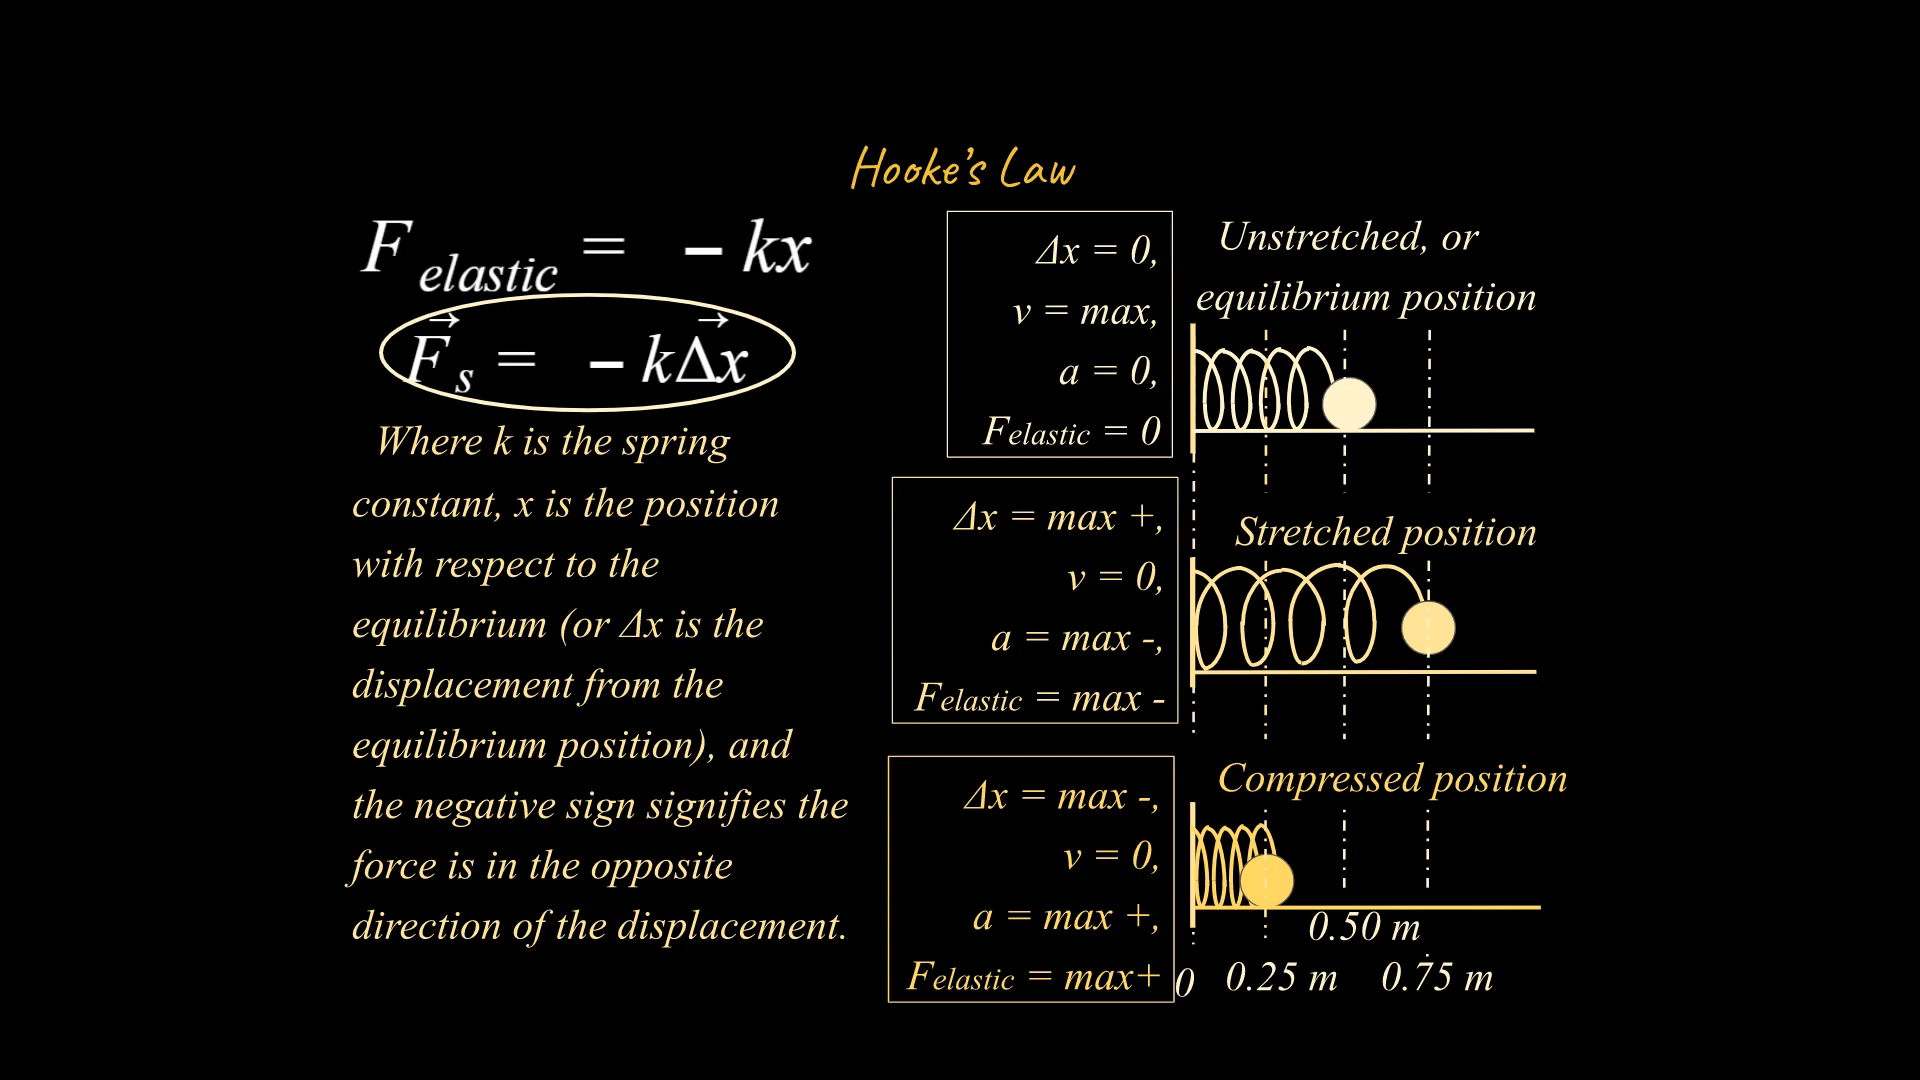 Hooke's Law
F elastic = – kx
F⃗ s = – kΔx⃗
Where k is the spring
constant, x is the position
with respect to the
equilibrium (or Δx is the
displacement from the
equilibrium position), and
the negative sign signifies the
force is in the opposite
direction of the displacement.
Δx = 0,
v = max,
a = 0,
Felastic = 0
Unstretched, or
equilibrium position
Δx = max +,
v = 0,
a = max -,
Felastic = max -
Stretched position
Δx = max -,
v = 0,
a = max +,
Felastic = max+
Compressed position
0.50 m
0 0.25 m 0.75 m